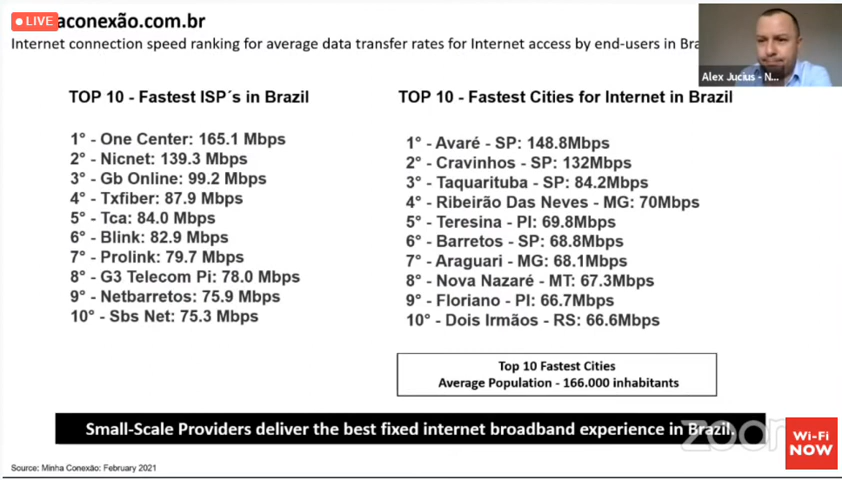 LIVE
aconexão.com.br
Internet connection speed ranking for average data transfer rates for Internet access by end-users in
Alex Jucius - N...
TOP 10 - Fastest ISP´s in Brazil
1° - One Center: 165.1 Mbps
2° - Nicnet: 139.3 Mbps
3° - Gb Online: 99.2 Mbps
4° - Txfiber: 87.9 Mbps
5° - Tca: 84.0 Mbps
6° - Blink: 82.9 Mbps
7° - Prolink: 79.7 Mbps
8° - G3 Telecom Pi: 78.0 Mbps
9° - Netbarretos: 75.9 Mbps
10° - Sbs Net: 75.3 Mbps
TOP 10 - Fastest Cities for Internet in Brazil
1° - Avaré - SP: 148.8Mbps
2° - Cravinhos - SP: 132Mbps
3° - Taquarituba - SP: 84.2Mbps
4° - Ribeirão Das Neves - MG: 70Mbps
5° - Teresina - PI: 69.8Mbps
6° - Barretos - SP: 68.8Mbps
7° - Araguari - MG: 68.1Mbps
8° - Nova Nazaré - MT: 67.3Mbps
9° - Floriano - PI: 66.7Mbps
10° - Dois Irmãos - RS: 66.6Mbps
Top 10 Fastest Cities
Average Population - 166.000 inhabitants
Small-Scale Providers deliver the best fixed internet broadband experience in Brazil.
zoom
Wi-Fi
NOW
Source: Minha Conexão: February 2021